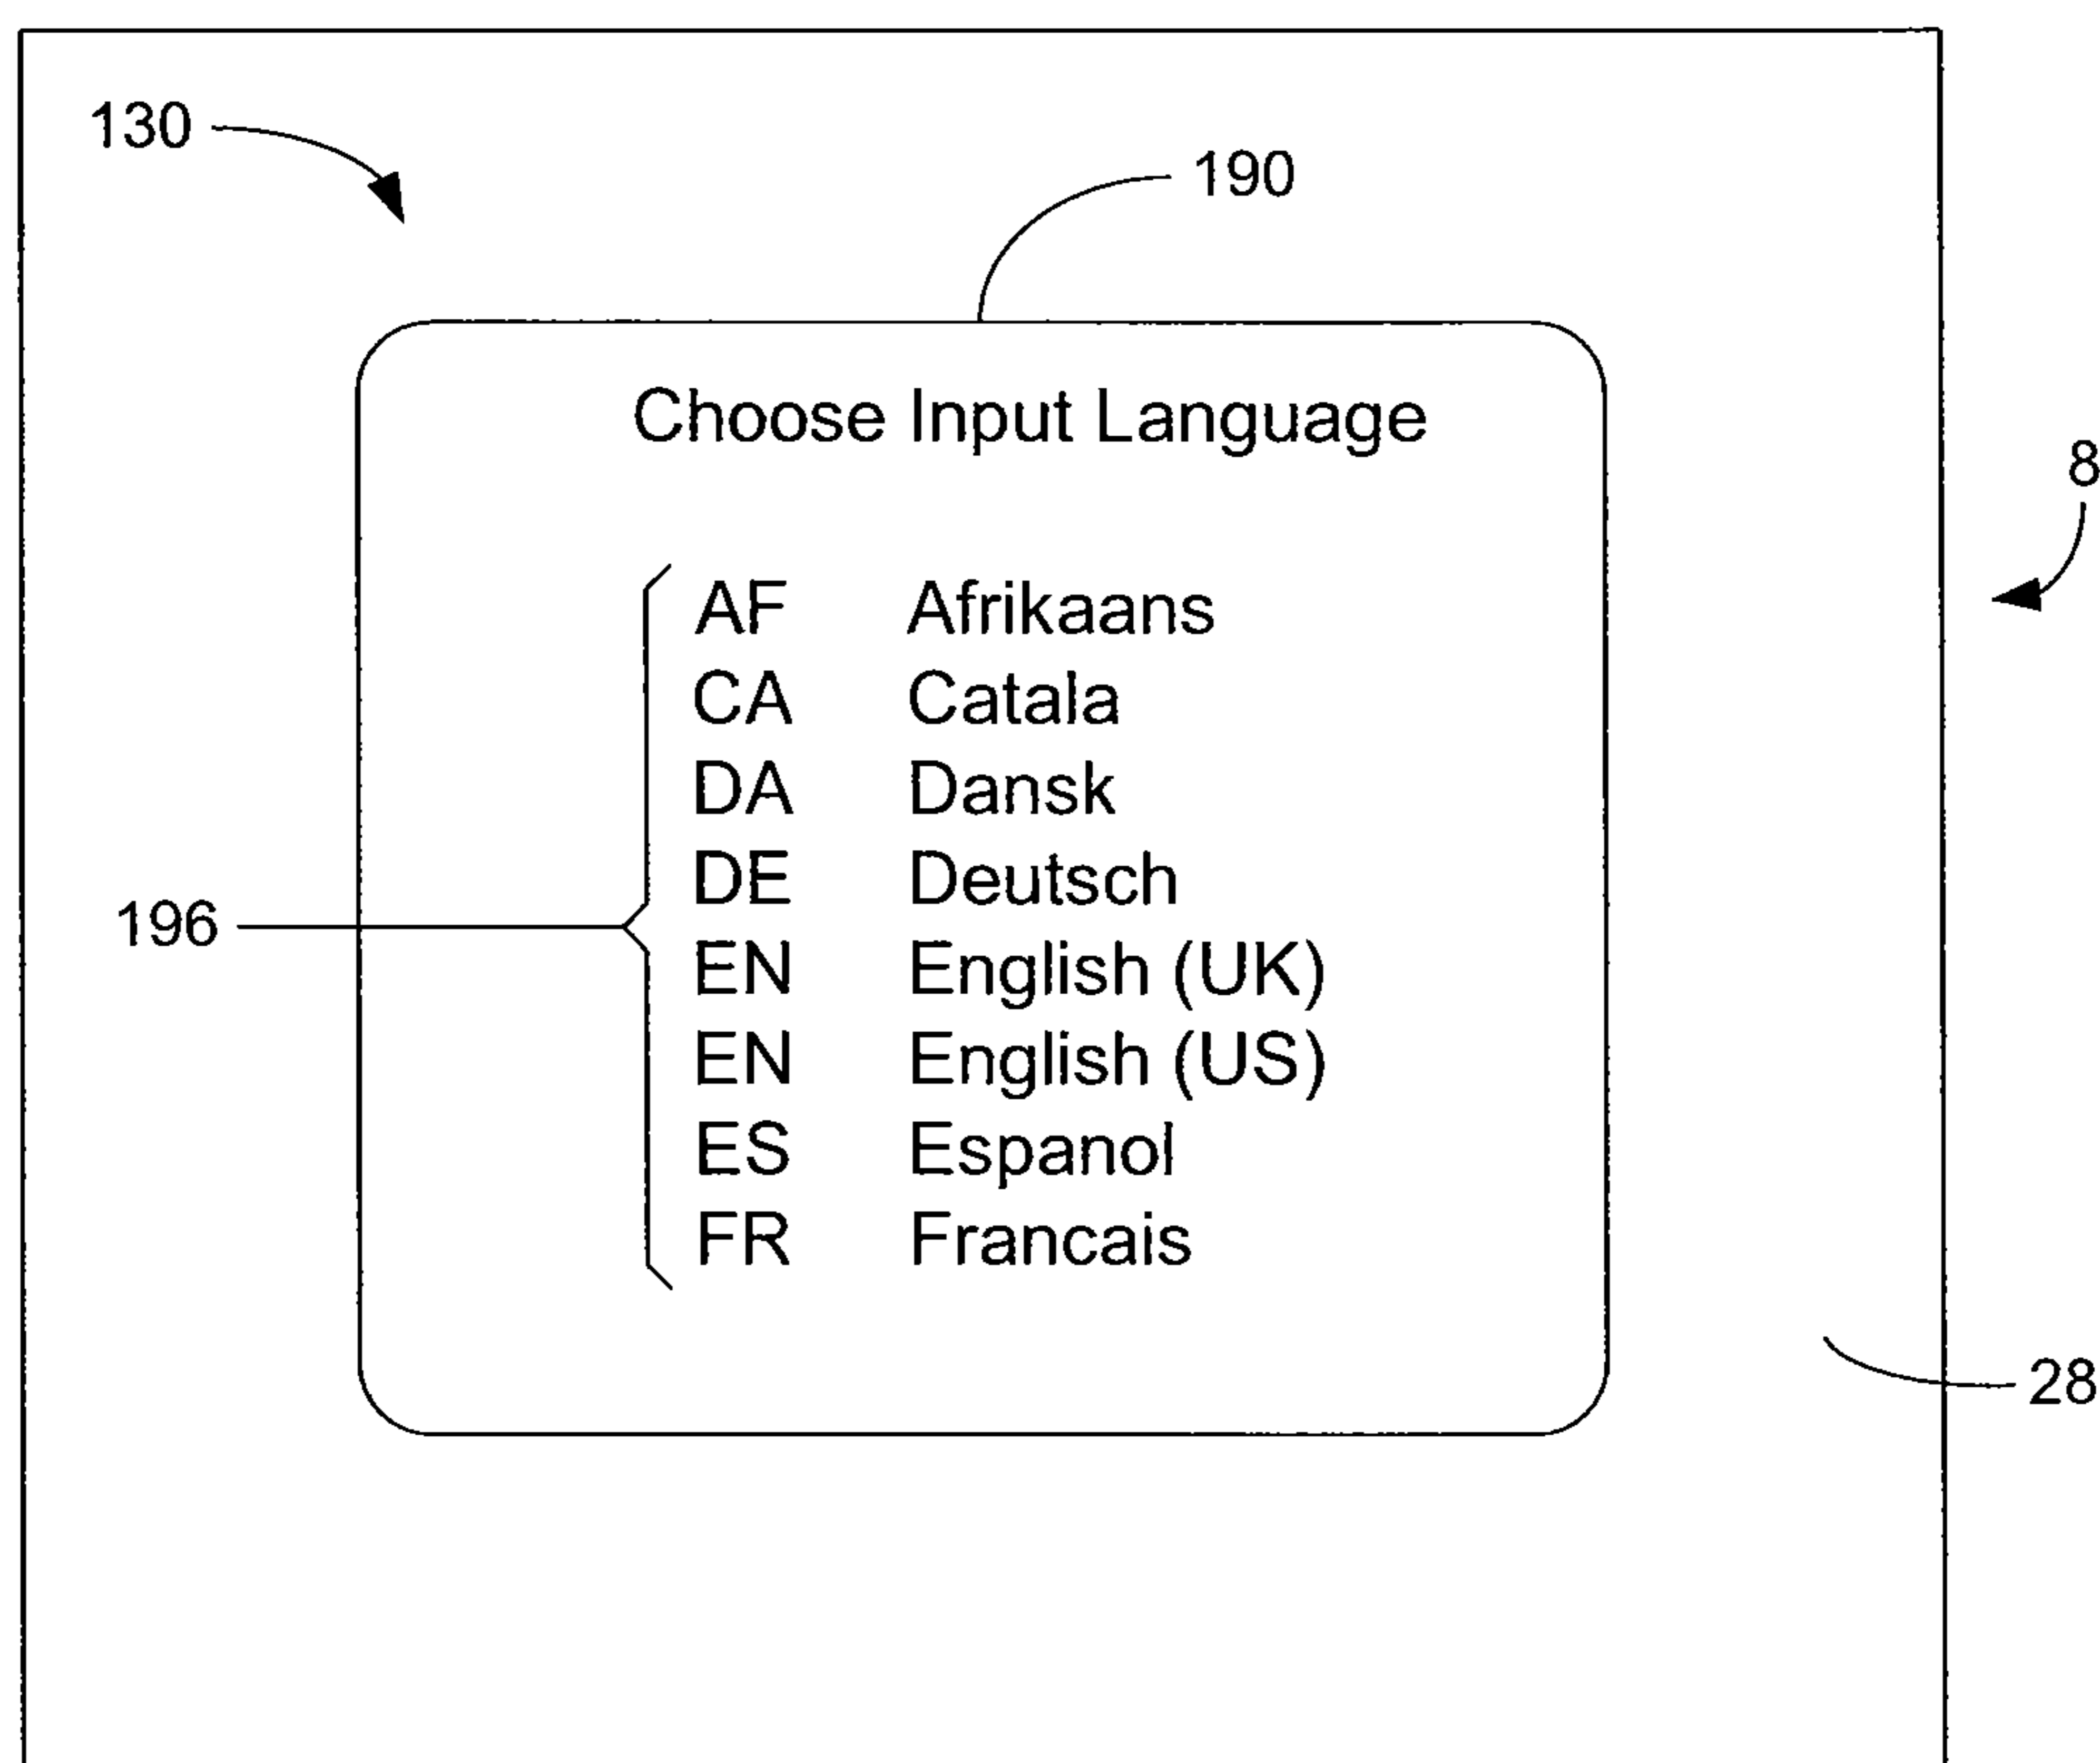 130
190
Choose Input Language
8
AF Afrikaans
CA Catala
DA Dansk
DE Deutsch
196
EN English (UK)
EN English (US)
ES Espanol
FR Francais
28